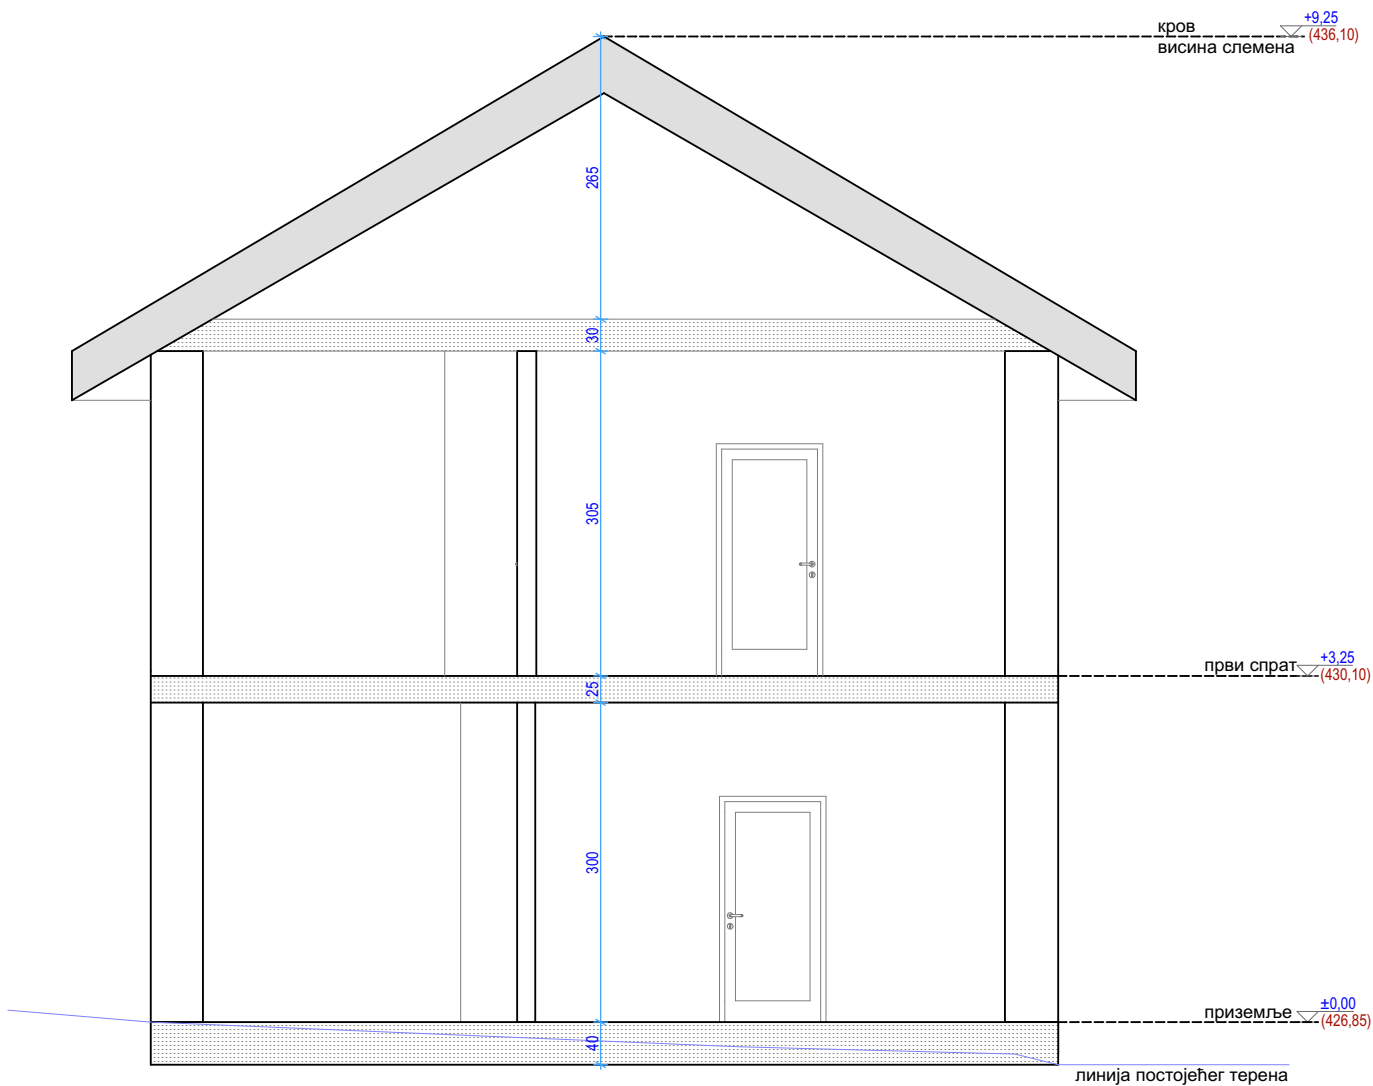 +9,25
кров
(436,10)
висина слемена
265
30
305
први спрат
+3,25
(430,10)
25
300
±0,00
приземље
(426,85)
40
линија постојећег терена